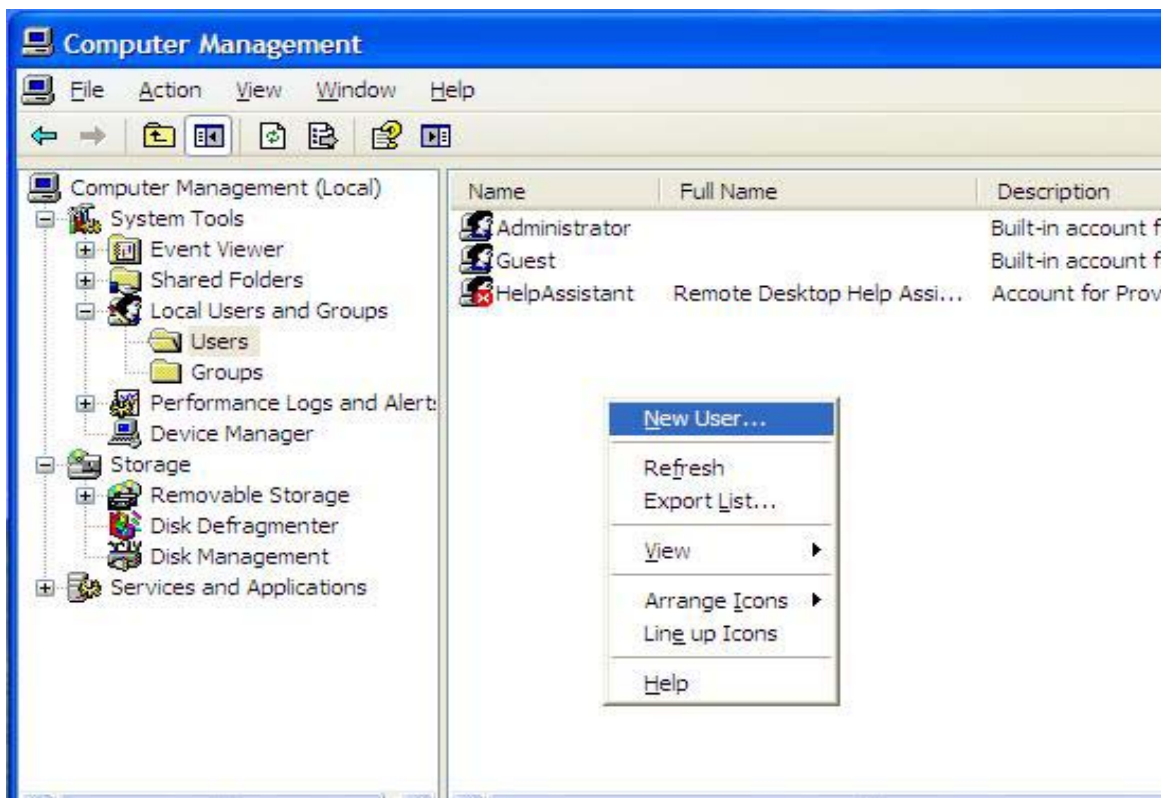 Computer Management
File Action View Window Help
Computer Management (Local)
System Tools
Event Viewer
Shared Folders
Local Users and Groups
Users
Groups
Performance Logs and Alert
Device Manager
Storage
Removable Storage
Disk Defragmenter
Disk Management
Services and Applications
Name Full Name Description
Administrator Built-in account f
Guest Built-in account f
HelpAssistant Remote Desktop Help Assi... Account for Prov
New User...
Refresh
Export List...
View
Arrange Icons
Line up Icons
Help